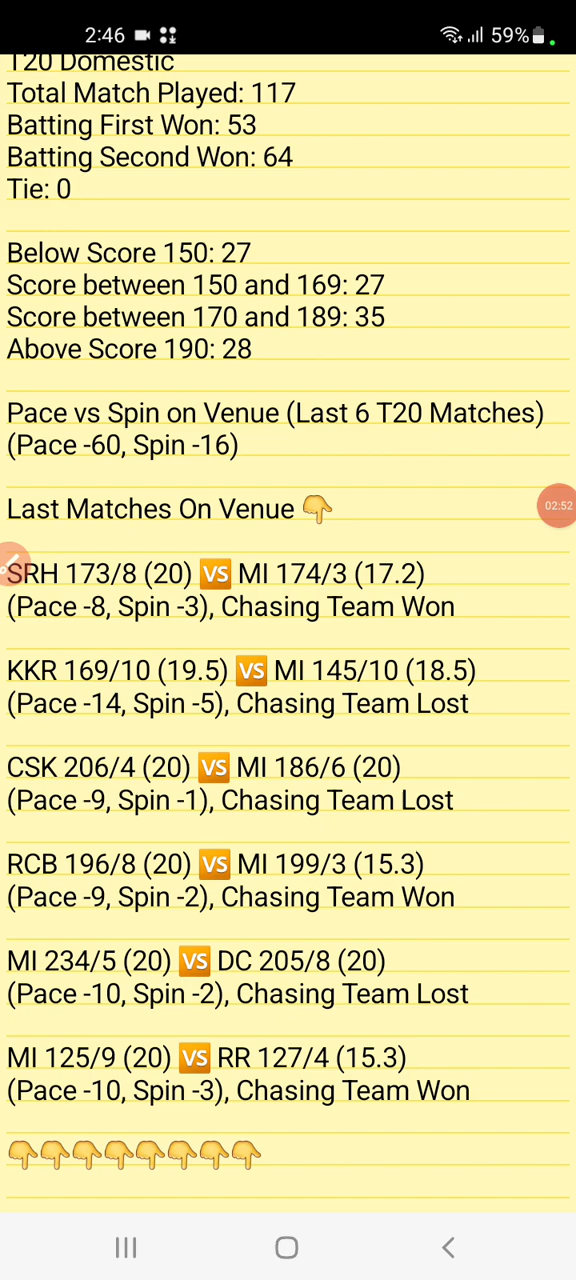 2:46
59%
T20 Domestic
Total Match Played: 117
Batting First Won: 53
Batting Second Won: 64
Tie: 0
Below Score 150: 27
Score between 150 and 169: 27
Score between 170 and 189: 35
Above Score 190: 28
Pace vs Spin on Venue (Last 6 T20 Matches)
(Pace -60, Spin -16)
Last Matches On Venue 👇
02:52
SRH 173/8 (20) 🆚 MI 174/3 (17.2)
(Pace -8, Spin -3), Chasing Team Won
KKR 169/10 (19.5) 🆚 MI 145/10 (18.5)
(Pace -14, Spin -5), Chasing Team Lost
CSK 206/4 (20) 🆚 MI 186/6 (20)
(Pace -9, Spin -1), Chasing Team Lost
RCB 196/8 (20) 🆚 MI 199/3 (15.3)
(Pace -9, Spin -2), Chasing Team Won
MI 234/5 (20) 🆚 DC 205/8 (20)
(Pace -10, Spin -2), Chasing Team Lost
MI 125/9 (20) 🆚 RR 127/4 (15.3)
(Pace -10, Spin -3), Chasing Team Won
👇👇👇👇👇👇👇👇